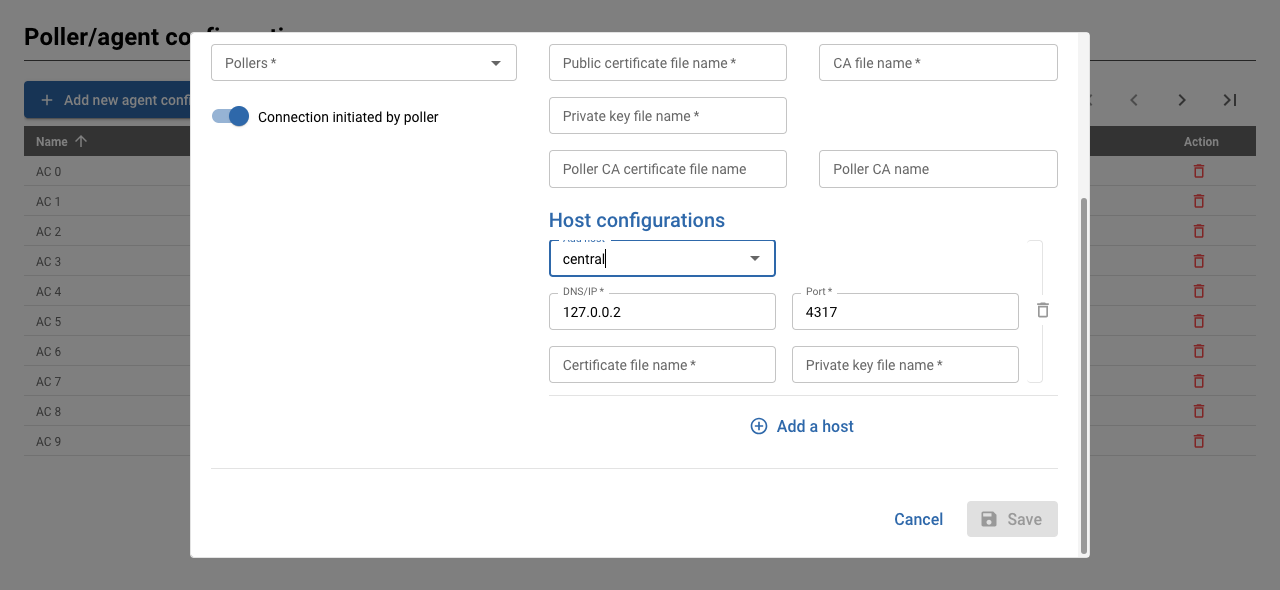 Poller/agent co
Add new agent confi
Name
Action
AC 0
AC 1
AC 2
AC 3
AC 4
AC 5
AC 6
AC 7
AC 8
AC 9
Pollers *
Connection initiated by poller
Public certificate file name *
CA file name *
Private key file name *
Poller CA certificate file name
Poller CA name
Host configurations
Add host
central
DNS/IP *
127.0.0.2
Port *
4317
Certificate file name *
Private key file name *
Add a host
Cancel
Save